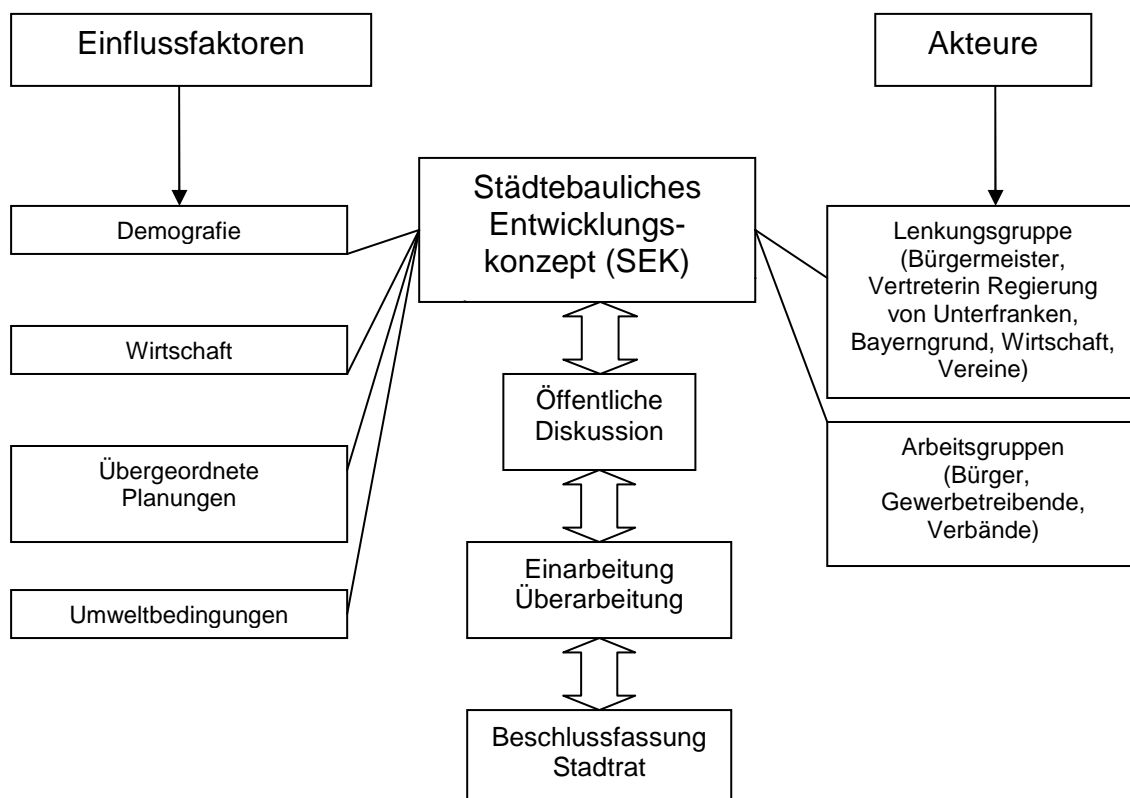 Einflussfaktoren
Demografie
Wirtschaft
Übergeordnete
Planungen
Umweltbedingungen
Städtebauliches
Entwicklungs-
konzept (SEK)
Öffentliche
Diskussion
Einarbeitung
Überarbeitung
Beschlussfassung
Stadtrat
Akteure
Lenkungsgruppe
(Bürgermeister,
Vertreterin Regierung
von Unterfranken,
Bayerngrund, Wirtschaft,
Vereine)
Arbeitsgruppen
(Bürger,
Gewerbetreibende,
Verbände)